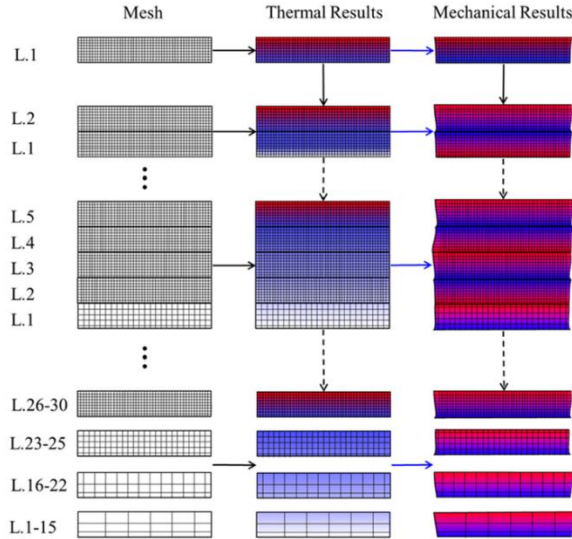 Mesh Thermal Results Mechanical Results
L.1
L.2
L.1
L.5
L.4
L.3
L.2
L.1
L.26-30
L.23-25
L.16-22
L.1-15